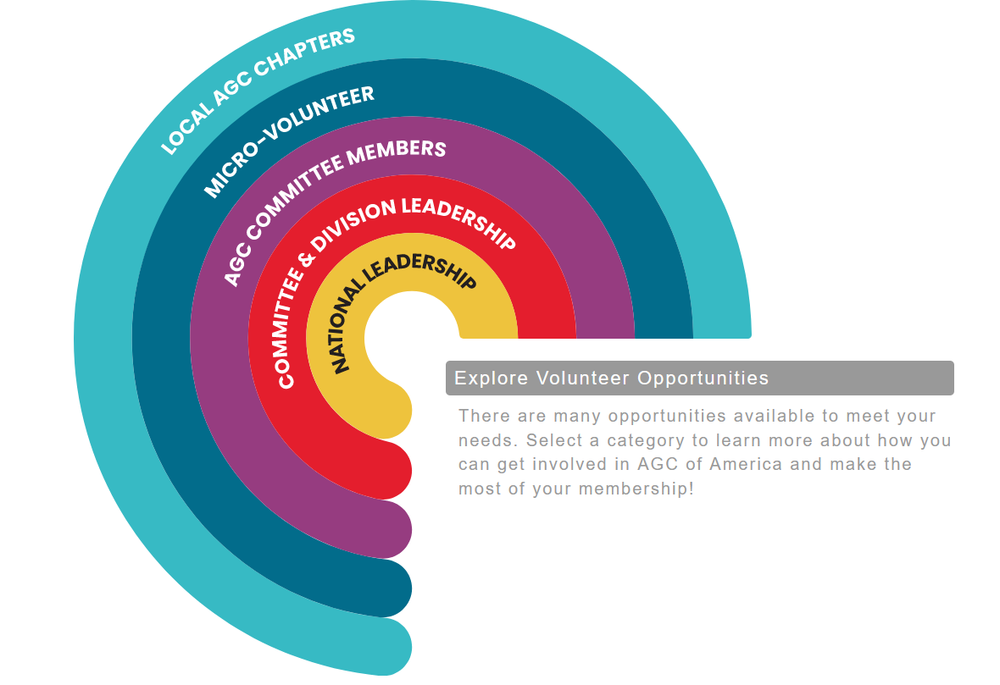 LOCAL AGC CHAPTERS
MICRO-VOLUNTEER
AGC COMMITTEE MEMBERS
COMMITTEE & DIVISION LEADERSHIP
NATIONAL LEADERSHIP
Explore Volunteer Opportunities
There are many opportunities available to meet your
needs. Select a category to learn more about how you
can get involved in AGC of America and make the
most of your membership!